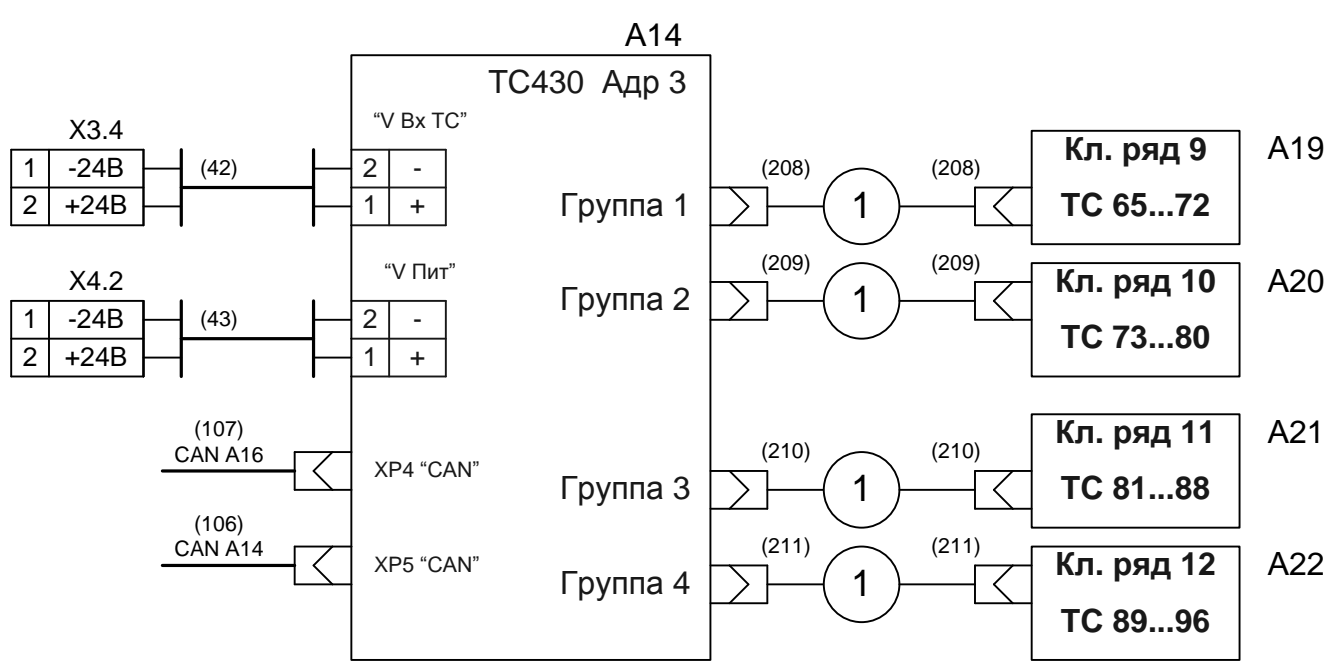 A14
ТС430 Адр 3
“V Вх ТС”
X3.4
1 -24В (42) 2 -
2 +24В 1 +
Группа 1 (208) 1 (208)
Кл. ряд 9 A19
ТС 65...72
“V Пит”
X4.2
1 -24В (43) 2 -
2 +24В 1 +
Группа 2 (209) 1 (209)
Кл. ряд 10 A20
ТС 73...80
(107)
CAN A16
XP4 “CAN”
Группа 3 (210) 1 (210)
Кл. ряд 11 A21
ТС 81...88
(106)
CAN A14
XP5 “CAN”
Группа 4 (211) 1 (211)
Кл. ряд 12 A22
ТС 89...96